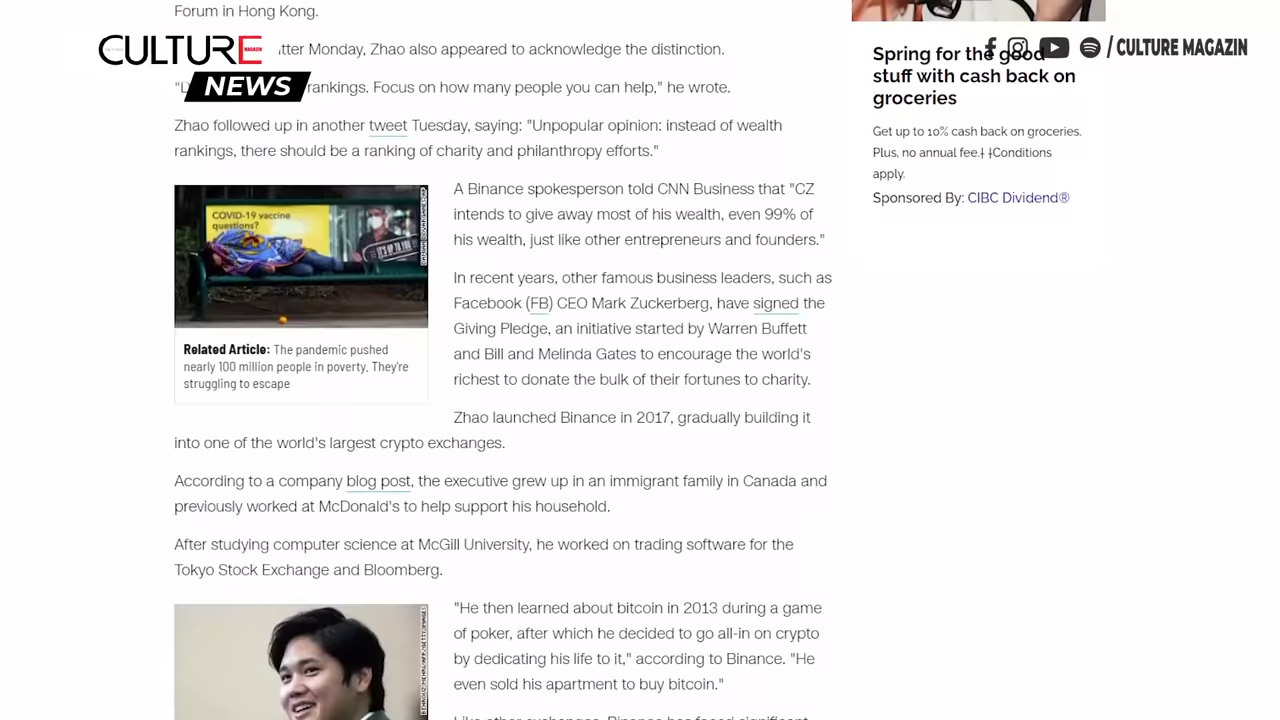 Forum in Hong Kong.
tter Monday, Zhao also appeared to acknowledge the distinction.
rankings. Focus on how many people you can help," he wrote.
CULTURE
MAGAZIN
NEWS
/ CULTURE MAGAZIN
Zhao followed up in another tweet Tuesday, saying: "Unpopular opinion: instead of wealth
rankings, there should be a ranking of charity and philanthropy efforts."
COVID-19 vaccine
questions?
IT'S UP TO YOU
Related Article: The pandemic pushed
nearly 100 million people in poverty. They're
struggling to escape
A Binance spokesperson told CNN Business that "CZ
intends to give away most of his wealth, even 99% of
his wealth, just like other entrepreneurs and founders."
In recent years, other famous business leaders, such as
Facebook (FB) CEO Mark Zuckerberg, have signed the
Giving Pledge, an initiative started by Warren Buffett
and Bill and Melinda Gates to encourage the world's
richest to donate the bulk of their fortunes to charity.
Zhao launched Binance in 2017, gradually building it
into one of the world's largest crypto exchanges.
According to a company blog post, the executive grew up in an immigrant family in Canada and
previously worked at McDonald's to help support his household.
After studying computer science at McGill University, he worked on trading software for the
Tokyo Stock Exchange and Bloomberg.
"He then learned about bitcoin in 2013 during a game
of poker, after which he decided to go all-in on crypto
by dedicating his life to it," according to Binance. "He
even sold his apartment to buy bitcoin."
Spring for the good
stuff with cash back on
groceries
Get up to 10% cash back on groceries.
Plus, no annual fee.‡ ‡Conditions
apply.
Sponsored By: CIBC Dividend®